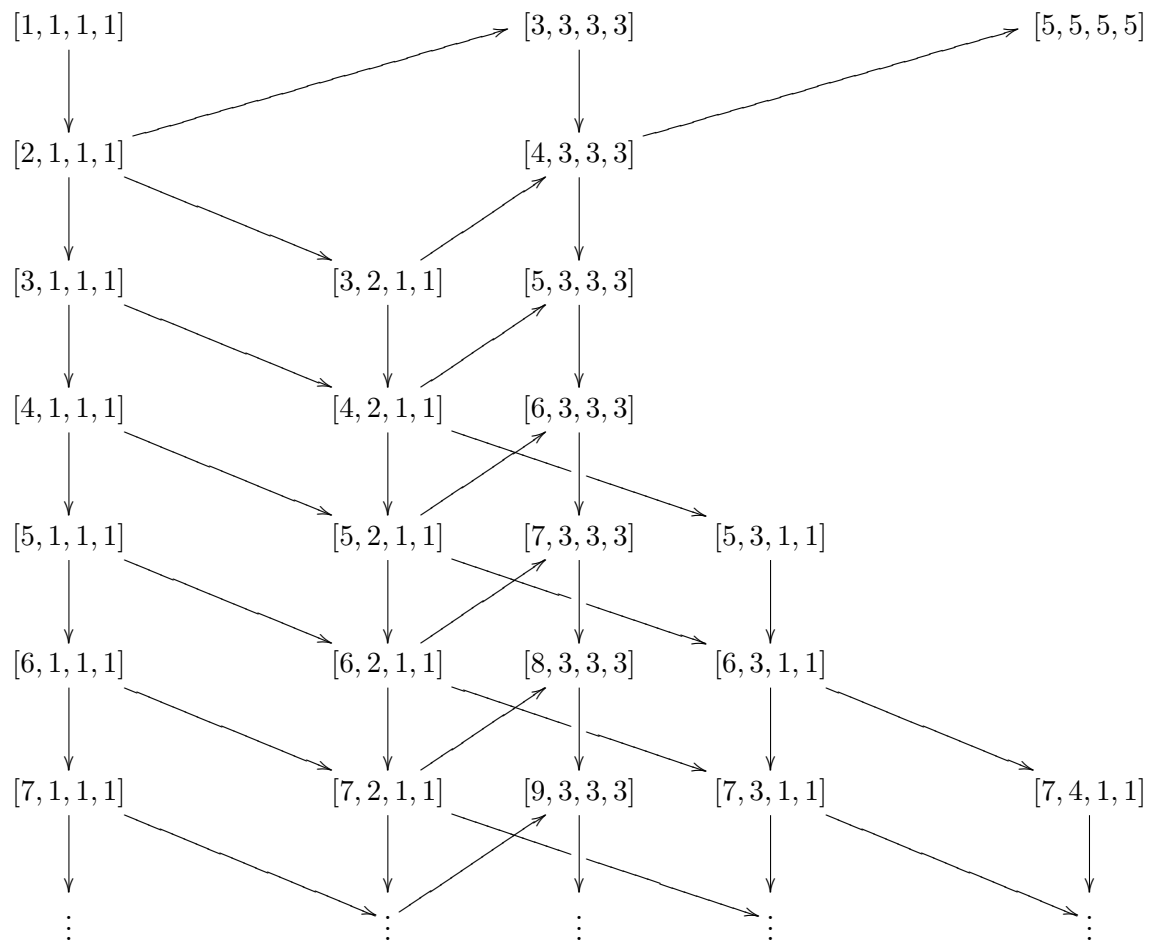 [1, 1, 1, 1] [3, 3, 3, 3] [5, 5, 5, 5]
[2, 1, 1, 1] [4, 3, 3, 3]
[3, 1, 1, 1] [3, 2, 1, 1] [5, 3, 3, 3]
[4, 1, 1, 1] [4, 2, 1, 1] [6, 3, 3, 3]
[5, 1, 1, 1] [5, 2, 1, 1] [7, 3, 3, 3] [5, 3, 1, 1]
[6, 1, 1, 1] [6, 2, 1, 1] [8, 3, 3, 3] [6, 3, 1, 1]
[7, 1, 1, 1] [7, 2, 1, 1] [9, 3, 3, 3] [7, 3, 1, 1] [7, 4, 1, 1]
⋮ ⋮ ⋮ ⋮ ⋮